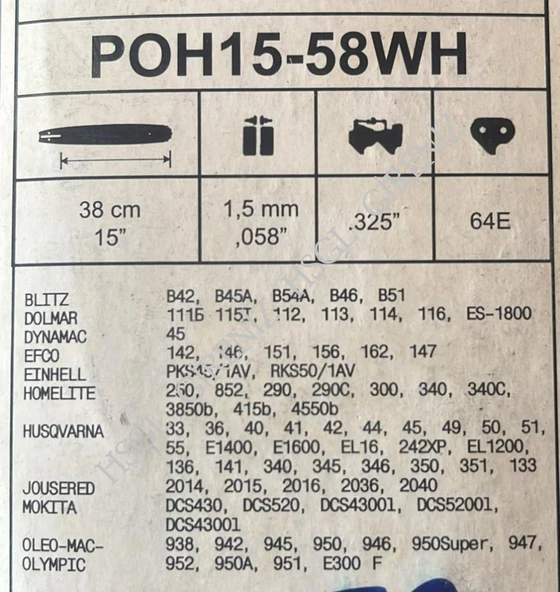 POH15-58WH
38 cm 1,5 mm .325” 64E
15” ,058”
BLITZ B42, B45A, B54A, B46, B51
DOLMAR 1115 115I, 112, 113, 114, 116, ES-1800
DYNAMAC 45
EFCO 142, 146, 151, 156, 162, 147
EINHELL PKS45/1AV, RKS50/1AV
HOMELITE 250, 852, 290, 290C, 300, 340, 340C,
3850b, 415b, 4550b
HUSQVARNA 33, 36, 40, 41, 42, 44, 45, 49, 50, 51,
55, E1400, E1600, EL16, 242XP, EL1200,
136, 141, 340, 345, 346, 350, 351, 133
JOUSERED 2014, 2015, 2016, 2036, 2040
MOKITA DCS430, DCS520, DCS4300l, DCS5200l,
DCS4300l
OLEO-MAC- 938, 942, 945, 950, 946, 950Super, 947,
OLYMPIC 952, 950A, 951, E300 F